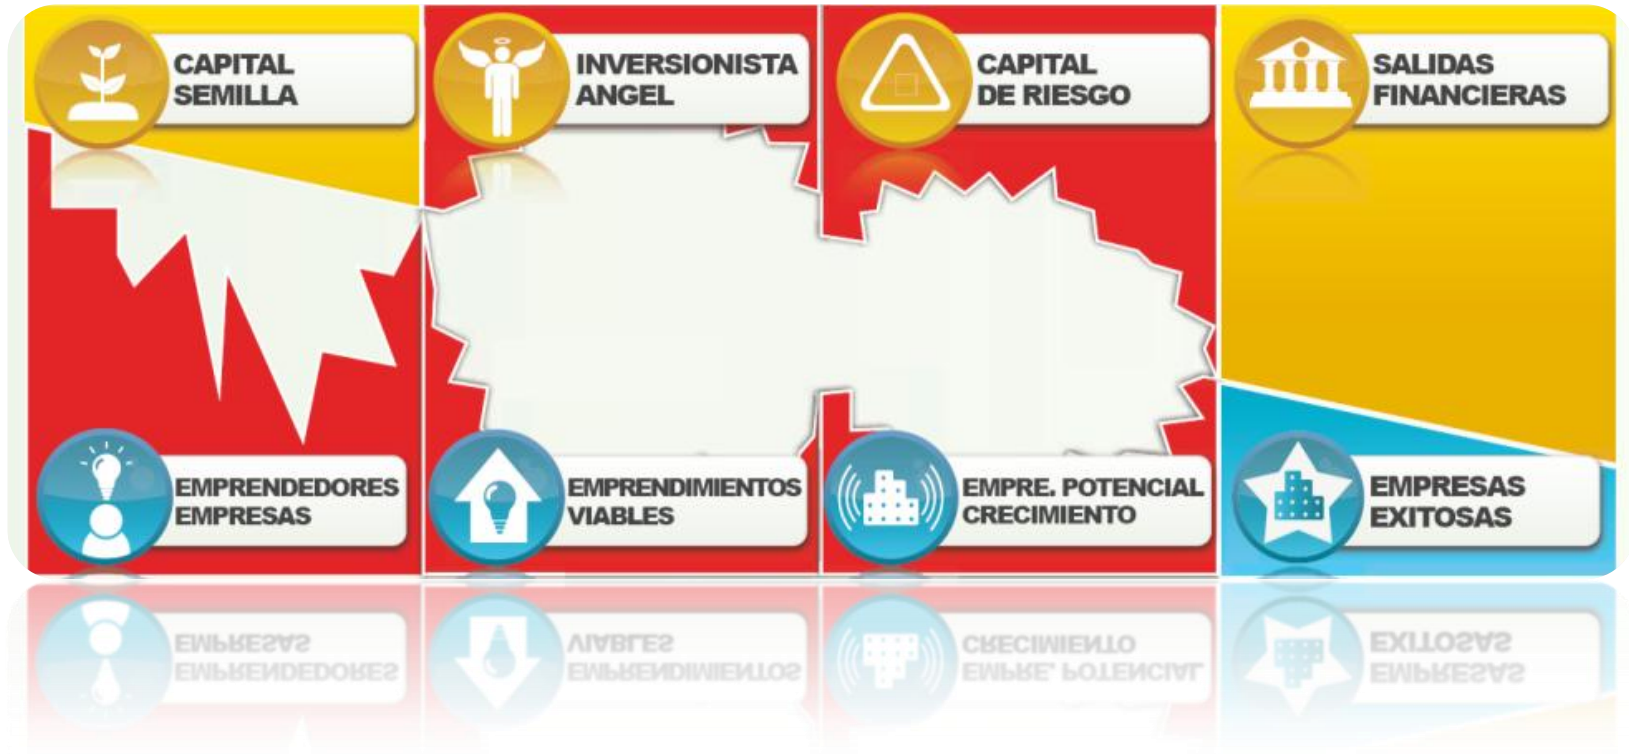 CAPITAL
SEMILLA
INVERSIONISTA
ANGEL
CAPITAL
DE RIESGO
SALIDAS
FINANCIERAS
EMPRENDEDORES
EMPRESAS
EMPRENDIMIENTOS
VIABLES
EMPRE. POTENCIAL
CRECIMIENTO
EMPRESAS
EXITOSAS